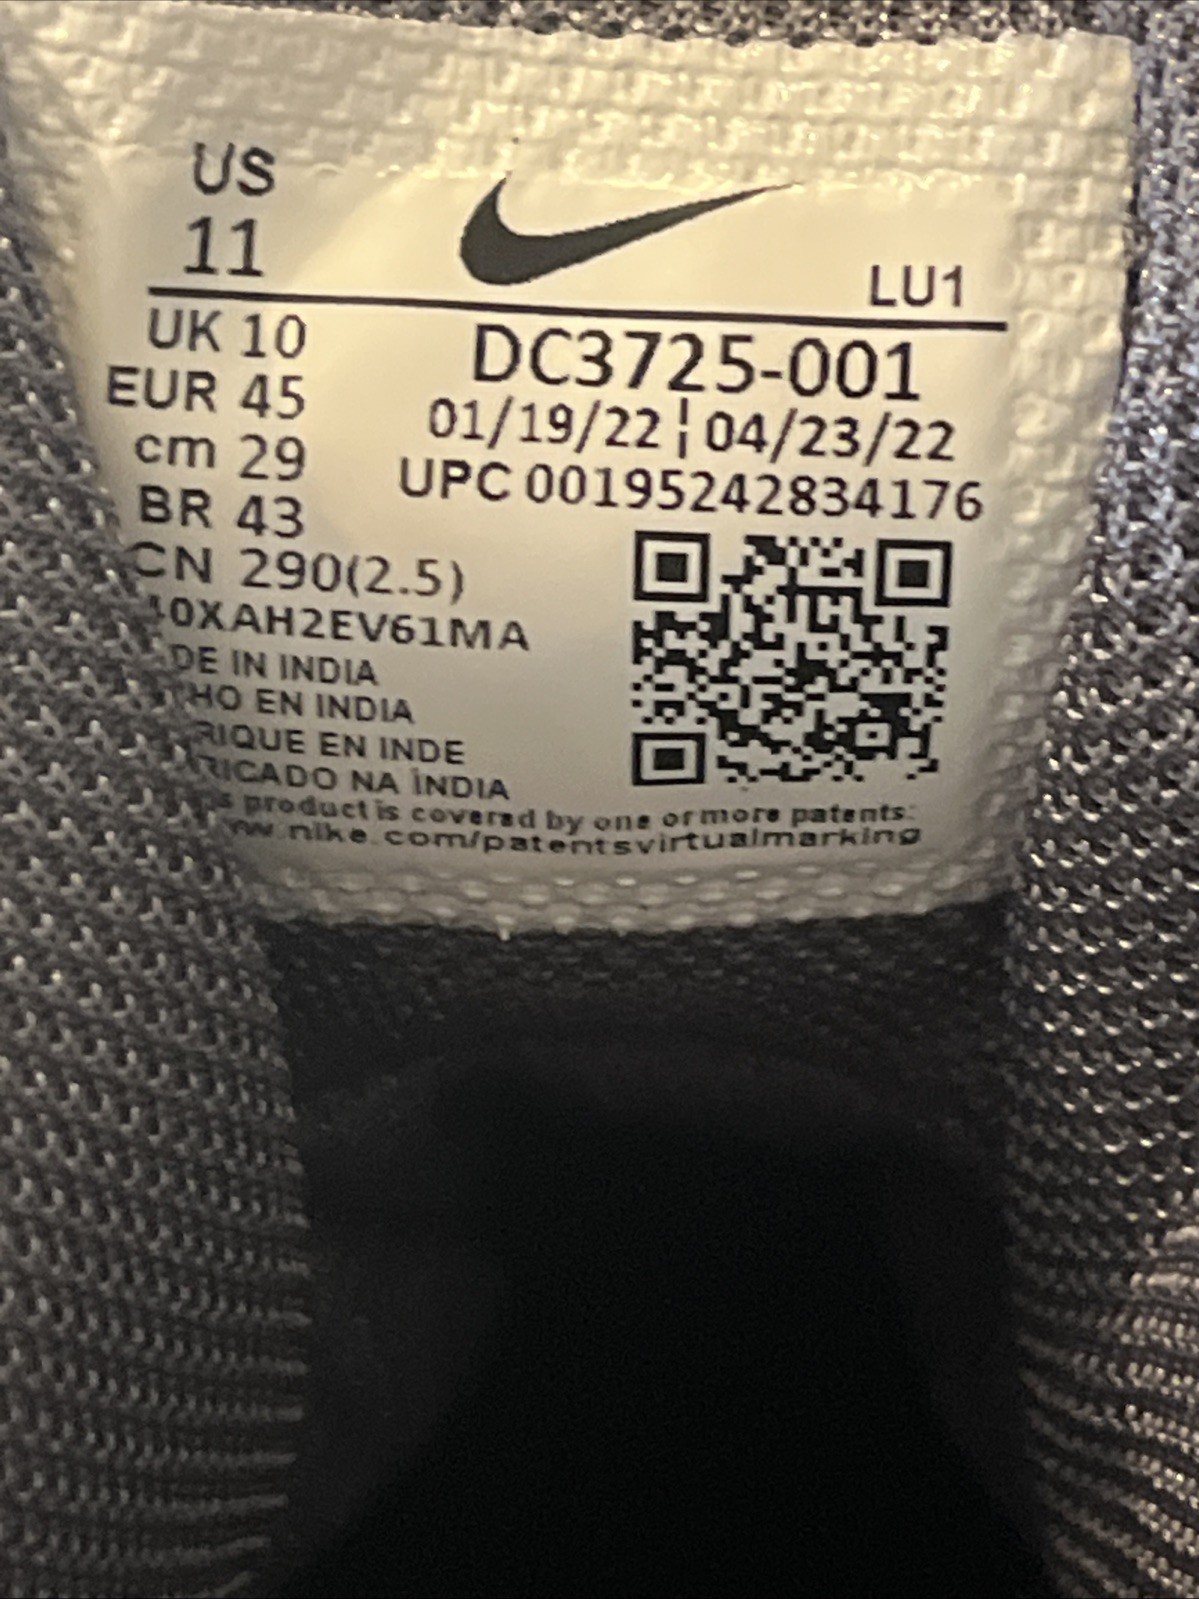 US
11
LU1
UK 10
EUR 45
cm 29
BR 43
CN 290(2.5)
DC3725-001
01/19/22 ¦ 04/23/22
UPC 00195242834176
0XAH2EV61MA
DE IN INDIA
HO EN INDIA
RIQUE EN INDE
RICADO NA ÍNDIA
s product is covered by one or more patents:
w.nike.com/patentsvirtualmarking